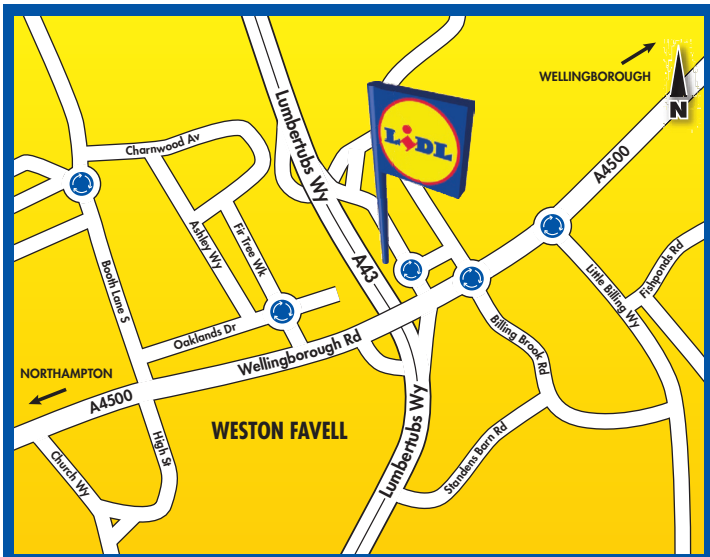 WELLINGBOROUGH
N
A4500
Lumbertubs Wy
LiDL
Charnwood Av
Ashley Wy
Fir Tree Wk
A43
Booth Lane S
Little Billing Wy
Fishponds Rd
Oaklands Dr
Wellingborough Rd
Billing Brook Rd
NORTHAMPTON
A4500
WESTON FAVELL
Lumbertubs Wy
High St
Church Wy
Standens Barn Rd